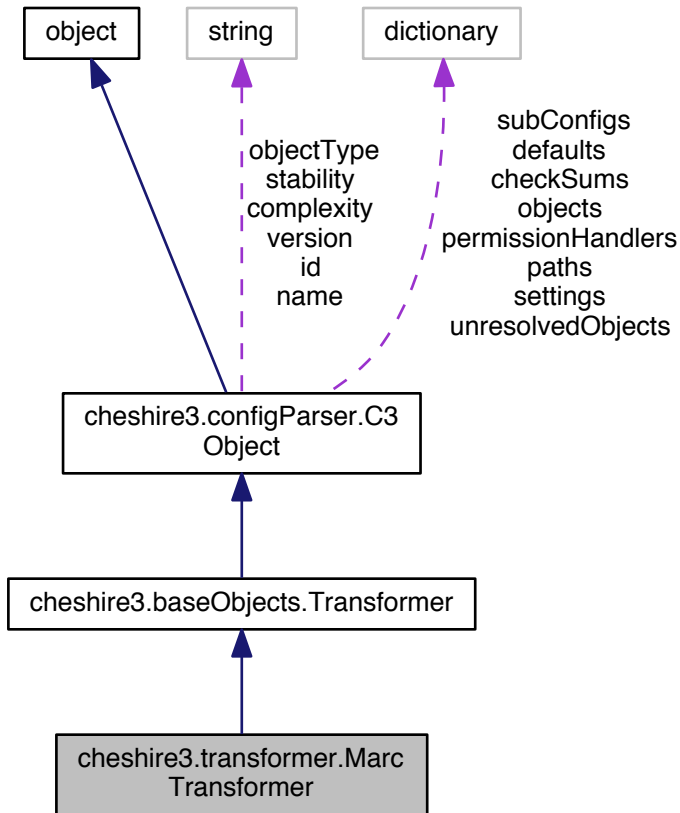 object
string
dictionary
objectType
stability
complexity
version
id
name
subConfigs
defaults
checkSums
objects
permissionHandlers
paths
settings
unresolvedObjects
cheshire3.configParser.C3
Object
cheshire3.baseObjects.Transformer
cheshire3.transformer.Marc
Transformer